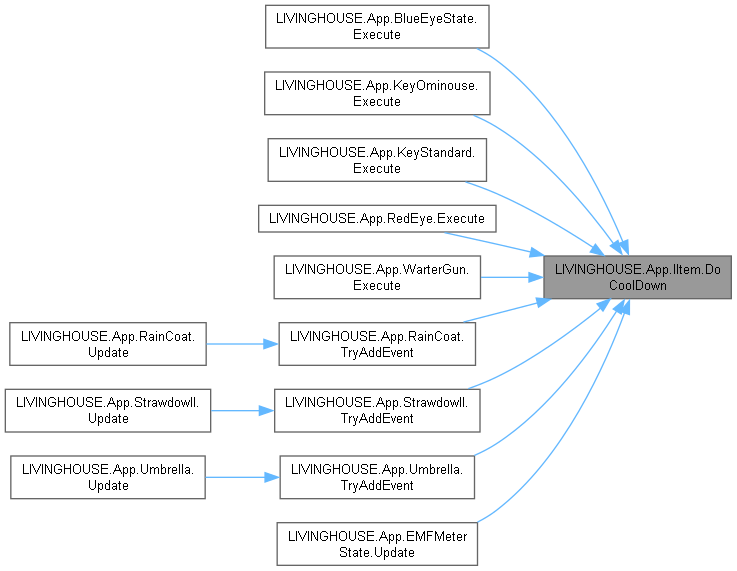 LIVINGHOUSE.App.BlueEyeState.
Execute
LIVINGHOUSE.App.KeyOminouse.
Execute
LIVINGHOUSE.App.KeyStandard.
Execute
LIVINGHOUSE.App.RedEye.Execute
LIVINGHOUSE.App.WarterGun.
Execute
LIVINGHOUSE.App.IItem.Do
CoolDown
LIVINGHOUSE.App.RainCoat.
Update
LIVINGHOUSE.App.RainCoat.
TryAddEvent
LIVINGHOUSE.App.Strawdowll.
Update
LIVINGHOUSE.App.Strawdowll.
TryAddEvent
LIVINGHOUSE.App.Umbrella.
Update
LIVINGHOUSE.App.Umbrella.
TryAddEvent
LIVINGHOUSE.App.EMFMeter
State.Update